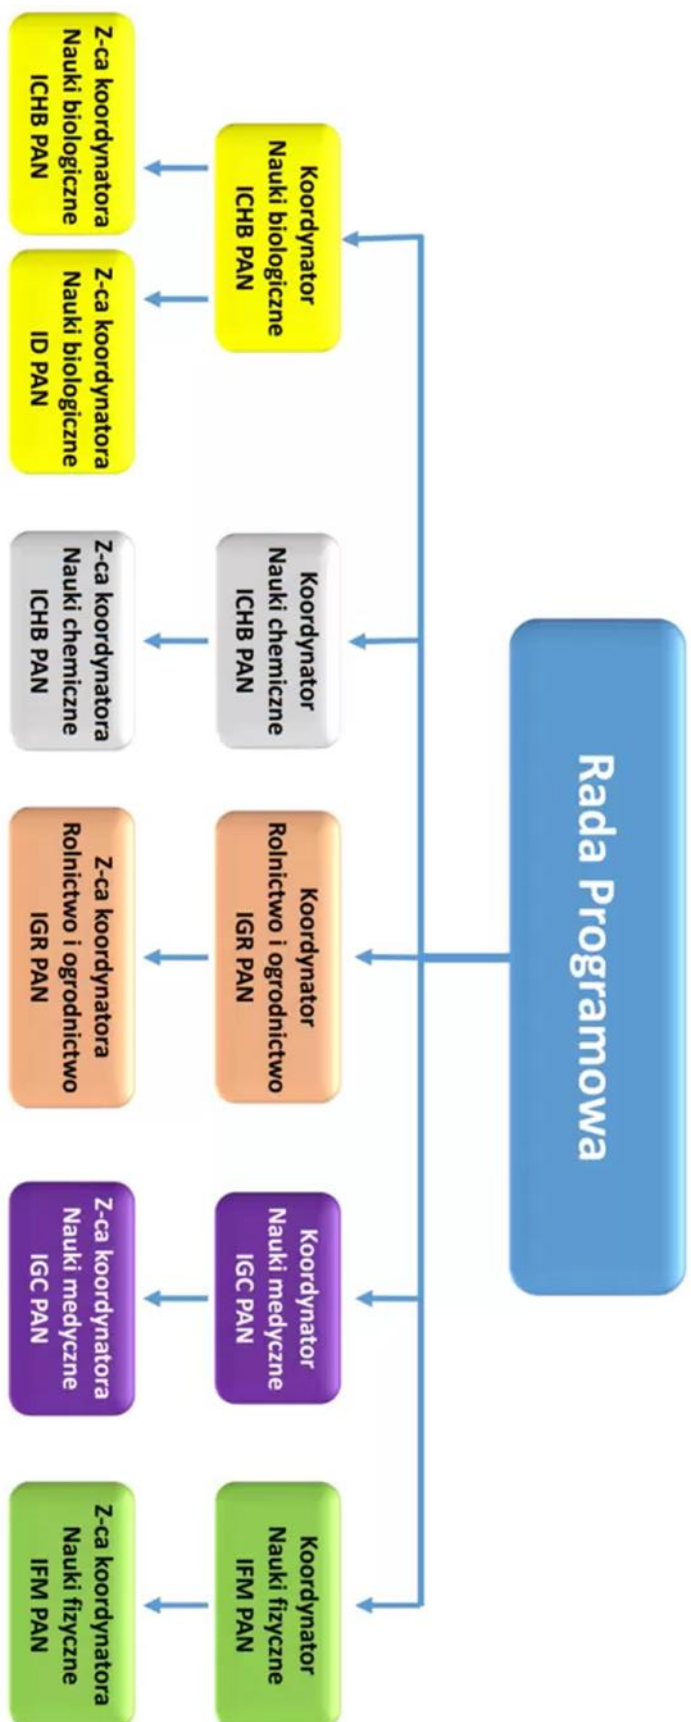 Rada Programowa
Koordynator
Nauki biologiczne
ICHB PAN
Koordynator
Nauki chemiczne
ICHB PAN
Koordynator
Rolnictwo i ogrodnictwo
IGR PAN
Koordynator
Nauki medyczne
IGC PAN
Koordynator
Nauki fizyczne
IFM PAN
Z-ca koordynatora
Nauki biologiczne
ICHB PAN
Z-ca koordynatora
Nauki biologiczne
ID PAN
Z-ca koordynatora
Nauki chemiczne
ICHB PAN
Z-ca koordynatora
Rolnictwo i ogrodnictwo
IGR PAN
Z-ca koordynatora
Nauki medyczne
IGC PAN
Z-ca koordynatora
Nauki fizyczne
IFM PAN